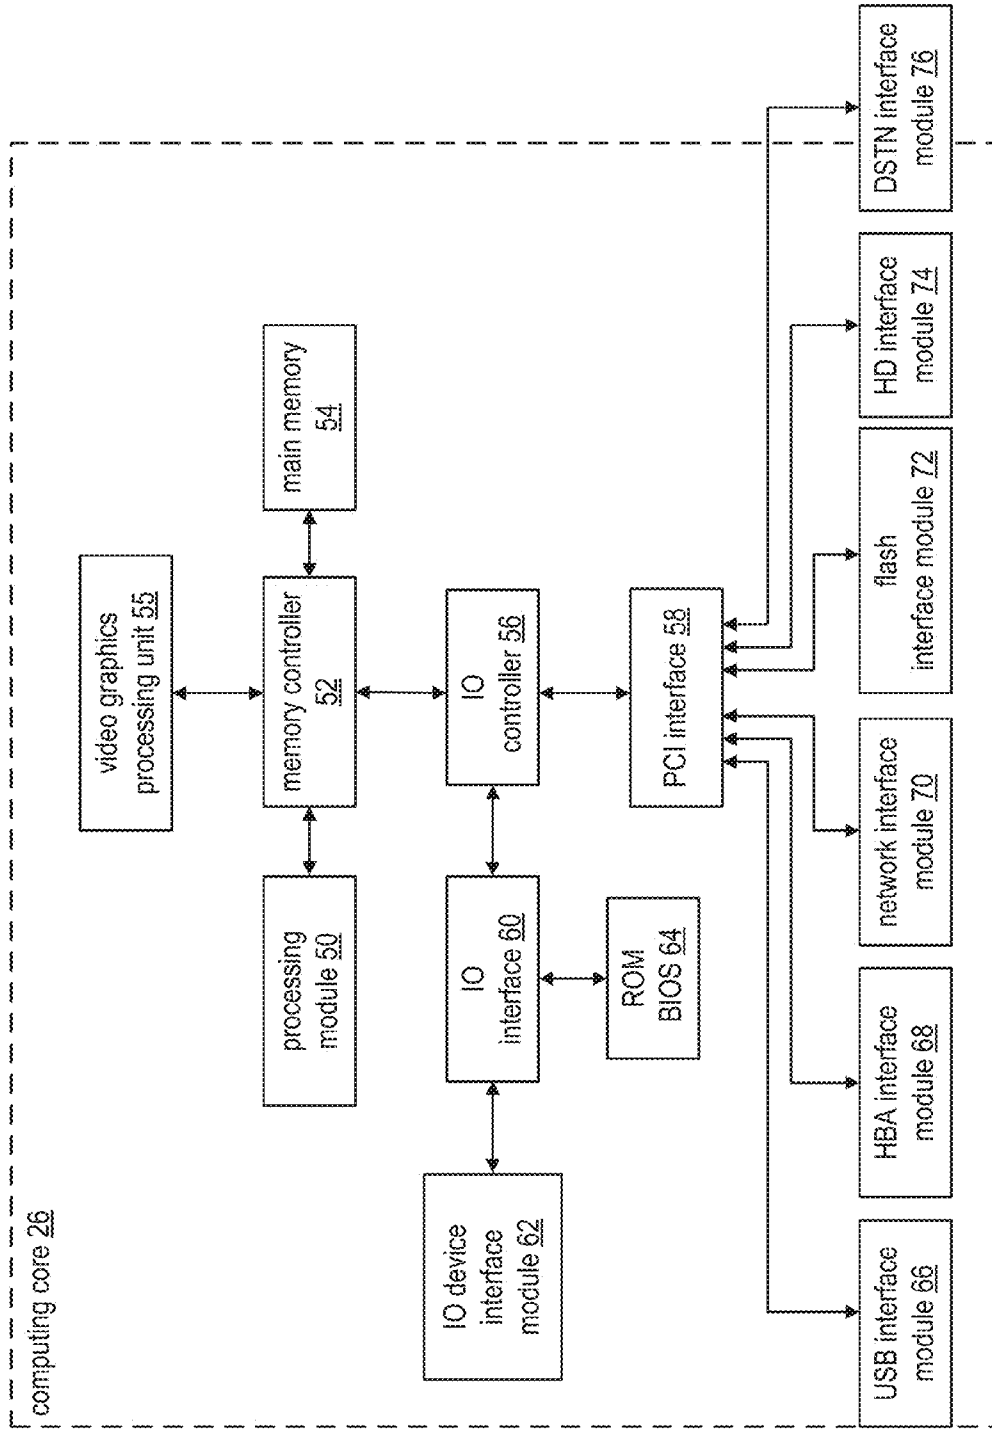 computing core 26
video graphics
processing unit 55
processing
module 50
memory controller
52
main memory
54
IO device
interface
module 62
IO
interface 60
IO
controller 56
ROM
BIOS 64
PCI interface 58
USB interface
module 66
HBA interface
module 68
network interface
module 70
flash
interface module 72
HD interface
module 74
DSTN interface
module 76